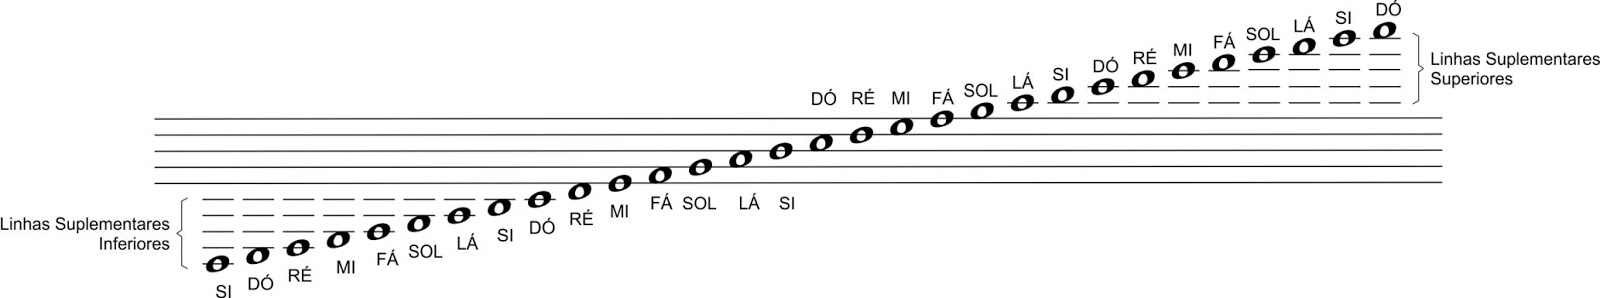 DÓ
SI
LÁ
SOL
FÁ
MI
RÉ
DÓ
SI
LÁ
SOL
FÁ
MI
RÉ
DÓ
Linhas Suplementares
Superiores
SI
LÁ
SOL
FÁ
MI
RÉ
DÓ
SI
LÁ
SOL
FÁ
MI
RÉ
DÓ
SI
Linhas Suplementares
Inferiores